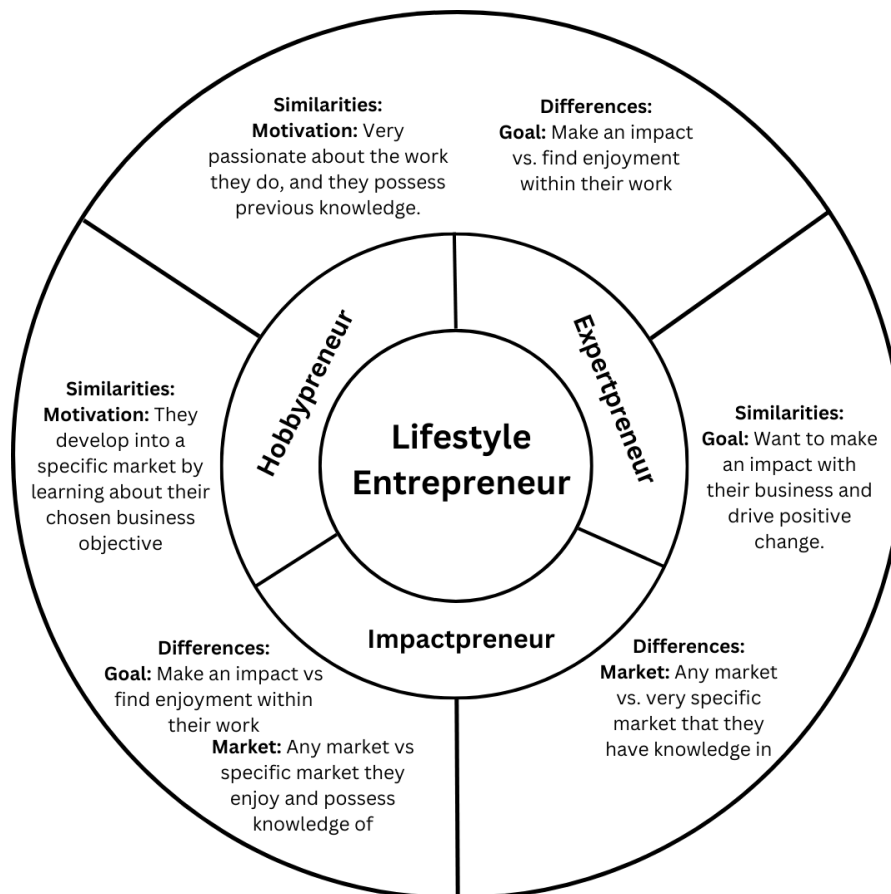 Similarities:
Motivation: Very
passionate about the work
they do, and they possess
previous knowledge.
Differences:
Goal: Make an impact
vs. find enjoyment
within their work
Hobbypreneur
Expertpreneur
Lifestyle
Entrepreneur
Impactpreneur
Similarities:
Motivation: They
develop into a
specific market by
learning about their
chosen business
objective
Similarities:
Goal: Want to make
an impact with
their business and
drive positive
change.
Differences:
Goal: Make an impact vs
find enjoyment within
their work
Market: Any market vs
specific market they
enjoy and possess
knowledge of
Differences:
Market: Any market
vs. very specific
market that they
have knowledge in